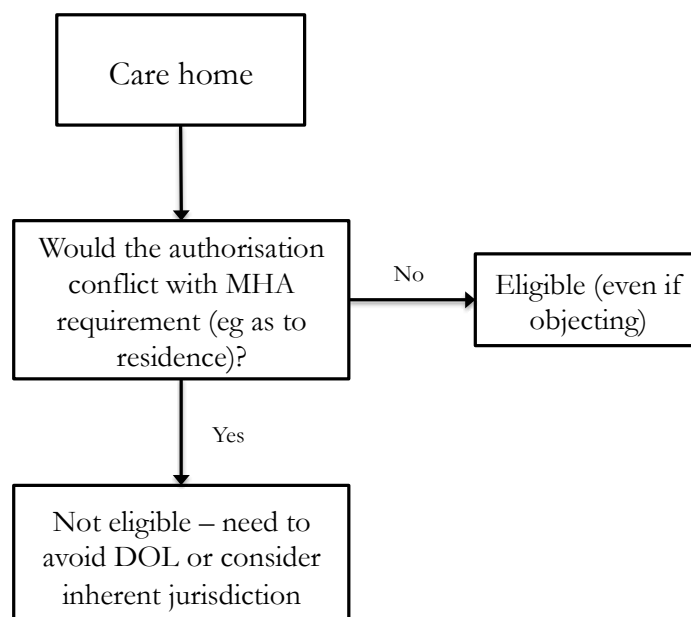 Care home
Would the authorisation
conflict with MHA
requirement (eg as to
residence)?
No
Eligible (even if
objecting)
Yes
Not eligible – need to
avoid DOL or consider
inherent jurisdiction